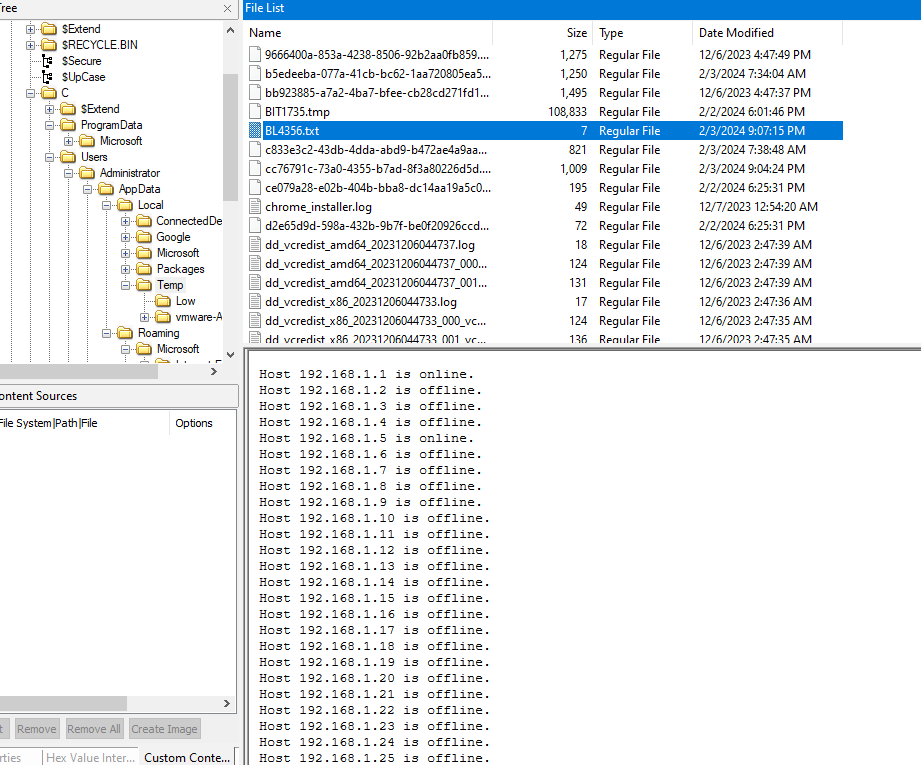 Tree
$Extend
$RECYCLE.BIN
$Secure
$UpCase
C
$Extend
ProgramData
Microsoft
Users
Administrator
AppData
Local
ConnectedDe
Google
Microsoft
Packages
Temp
Low
vmware-A
Roaming
Microsoft
ontent Sources
File System|Path|File Options
Remove Remove All Create Image
rties Hex Value Inter... Custom Conte...
File List
Name Size Type Date Modified
9666400a-853a-4238-8506-92b2aa0fb859.... 1,275 Regular File 12/6/2023 4:47:49 PM
b5edeeba-077a-41cb-bc62-1aa720805ea5... 1,250 Regular File 2/3/2024 7:34:04 AM
bb923885-a7a2-4ba7-bfee-cb28cd271fd1... 1,495 Regular File 12/6/2023 4:47:37 PM
BIT1735.tmp 108,833 Regular File 2/2/2024 6:01:46 PM
BL4356.txt 7 Regular File 2/3/2024 9:07:15 PM
c833e3c2-43db-4dda-abd9-b472ae4a9aa... 821 Regular File 2/3/2024 7:38:48 AM
cc76791c-73a0-4355-b7ad-8f3a80226d5d.... 1,009 Regular File 2/3/2024 9:04:24 PM
ce079a28-e02b-404b-bba8-dc14aa19a5c0... 195 Regular File 2/2/2024 6:25:31 PM
chrome_installer.log 49 Regular File 12/7/2023 12:54:20 AM
d2e65d9d-598a-432b-9b7f-be0f20926ccd... 72 Regular File 2/2/2024 6:25:31 PM
dd_vcredist_amd64_20231206044737.log 18 Regular File 12/6/2023 2:47:39 AM
dd_vcredist_amd64_20231206044737_000... 124 Regular File 12/6/2023 2:47:39 AM
dd_vcredist_amd64_20231206044737_001... 131 Regular File 12/6/2023 2:47:39 AM
dd_vcredist_x86_20231206044733.log 17 Regular File 12/6/2023 2:47:36 AM
dd_vcredist_x86_20231206044733_000_vc... 124 Regular File 12/6/2023 2:47:35 AM
dd_vcredist_x86_20231206044733_001_vc... 136 Regular File 12/6/2023 2:47:35 AM
Host 192.168.1.1 is online.
Host 192.168.1.2 is offline.
Host 192.168.1.3 is offline.
Host 192.168.1.4 is offline.
Host 192.168.1.5 is online.
Host 192.168.1.6 is offline.
Host 192.168.1.7 is offline.
Host 192.168.1.8 is offline.
Host 192.168.1.9 is offline.
Host 192.168.1.10 is offline.
Host 192.168.1.11 is offline.
Host 192.168.1.12 is offline.
Host 192.168.1.13 is offline.
Host 192.168.1.14 is offline.
Host 192.168.1.15 is offline.
Host 192.168.1.16 is offline.
Host 192.168.1.17 is offline.
Host 192.168.1.18 is offline.
Host 192.168.1.19 is offline.
Host 192.168.1.20 is offline.
Host 192.168.1.21 is offline.
Host 192.168.1.22 is offline.
Host 192.168.1.23 is offline.
Host 192.168.1.24 is offline.
Host 192.168.1.25 is offline.